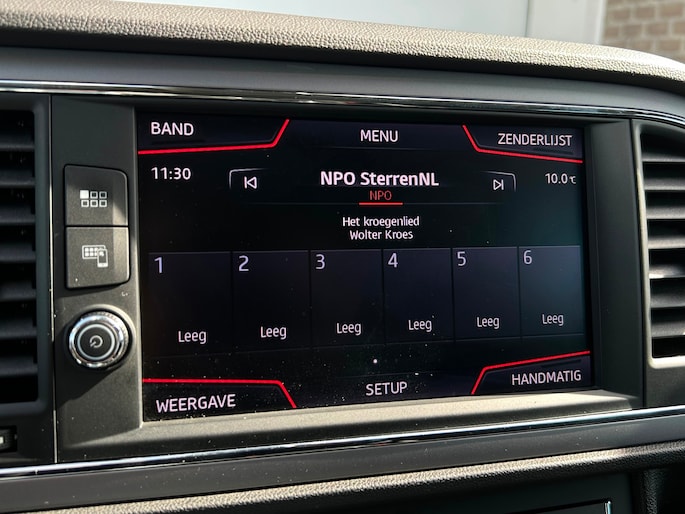 BAND MENU ZENDERLIJST
11:30 NPO SterrenNL 10.0 °C
NPO
Het kroegenlied
Wolter Kroes
1 2 3 4 5 6
Leeg Leeg Leeg Leeg Leeg Leeg
WEERGAVE SETUP HANDMATIG